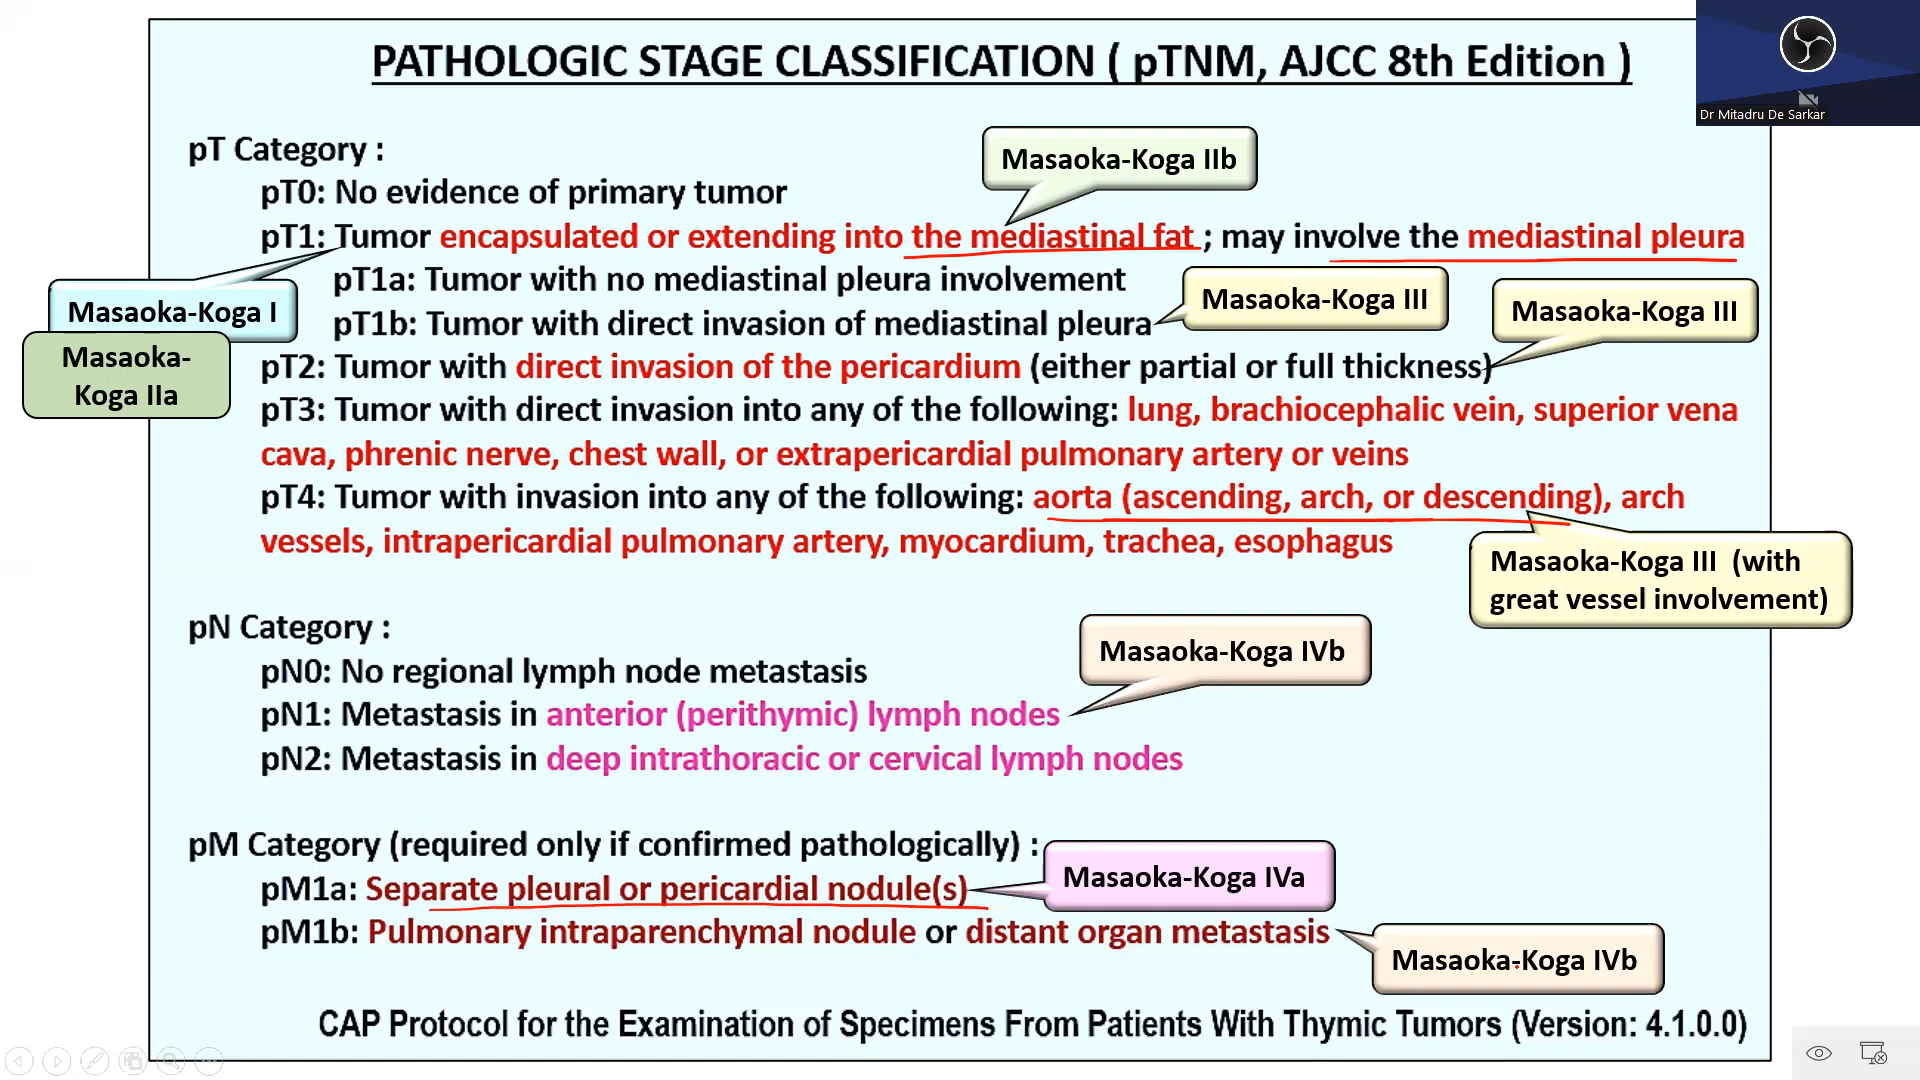 PATHOLOGIC STAGE CLASSIFICATION ( pTNM, AJCC 8th Edition )
Dr Mitadru De Sarkar
pT Category :
Masaoka-Koga IIb
pT0: No evidence of primary tumor
pT1: Tumor encapsulated or extending into the mediastinal fat ; may involve the mediastinal pleura
pT1a: Tumor with no mediastinal pleura involvement
Masaoka-Koga III
Masaoka-Koga III
Masaoka-Koga I
pT1b: Tumor with direct invasion of mediastinal pleura
Masaoka-
Koga IIa
pT2: Tumor with direct invasion of the pericardium (either partial or full thickness)
pT3: Tumor with direct invasion into any of the following: lung, brachiocephalic vein, superior vena
cava, phrenic nerve, chest wall, or extrapericardial pulmonary artery or veins
pT4: Tumor with invasion into any of the following: aorta (ascending, arch, or descending), arch
vessels, intrapericardial pulmonary artery, myocardium, trachea, esophagus
Masaoka-Koga III (with
great vessel involvement)
pN Category :
Masaoka-Koga IVb
pN0: No regional lymph node metastasis
pN1: Metastasis in anterior (perithymic) lymph nodes
pN2: Metastasis in deep intrathoracic or cervical lymph nodes
pM Category (required only if confirmed pathologically) :
Masaoka-Koga IVa
pM1a: Separate pleural or pericardial nodule(s)
pM1b: Pulmonary intraparenchymal nodule or distant organ metastasis
Masaoka-Koga IVb
CAP Protocol for the Examination of Specimens From Patients With Thymic Tumors (Version: 4.1.0.0)